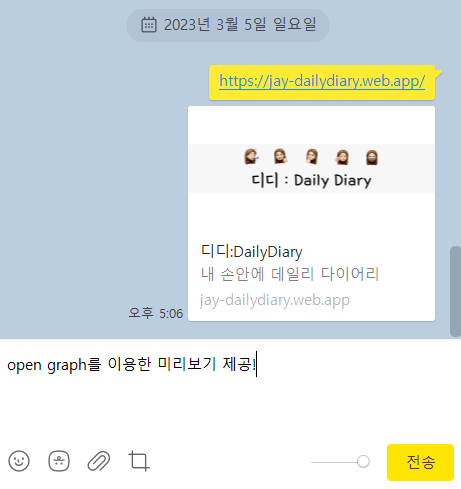 2023년 3월 5일 일요일
https://jay-dailydiary.web.app/
디디 : Daily Diary
디디:DailyDiary
내 손안에 데일리 다이어리
jay-dailydiary.web.app
오후 5:06
open graph를 이용한 미리보기 제공!
전송